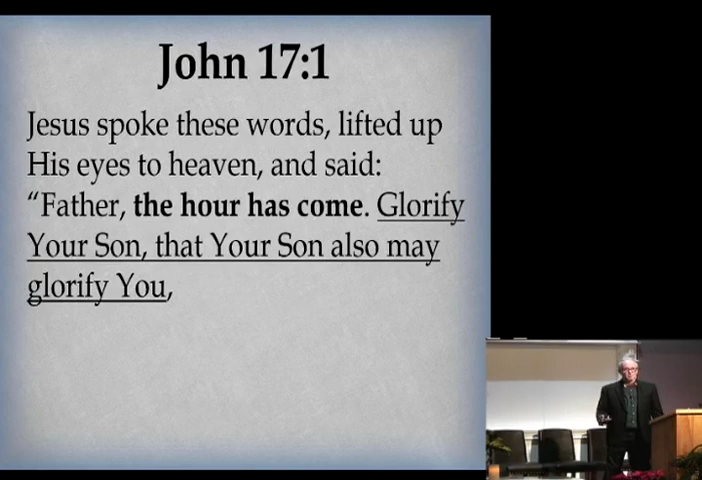 John 17:1
Jesus spoke these words, lifted up
His eyes to heaven, and said:
“Father, the hour has come. Glorify
Your Son, that Your Son also may
glorify You,